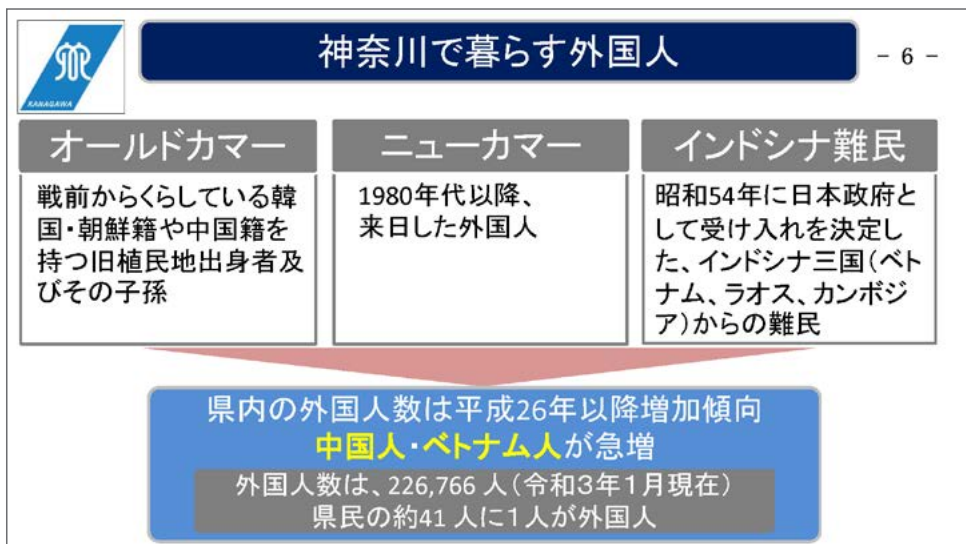 KANAGAWA
神奈川で暮らす外国人
- 6 -
オールドカマー
戦前からくらしている韓
国・朝鮮籍や中国籍を
持つ旧植民地出身者及
びその子孫
ニューカマー
1980年代以降、
来日した外国人
インドシナ難民
昭和54年に日本政府と
して受け入れを決定し
た、インドシナ三国(ベト
ナム、ラオス、カンボジ
ア)からの難民
県内の外国人数は平成26年以降増加傾向
中国人・ベトナム人が急増
外国人数は、226,766 人(令和3年1月現在)
県民の約41 人に1人が外国人